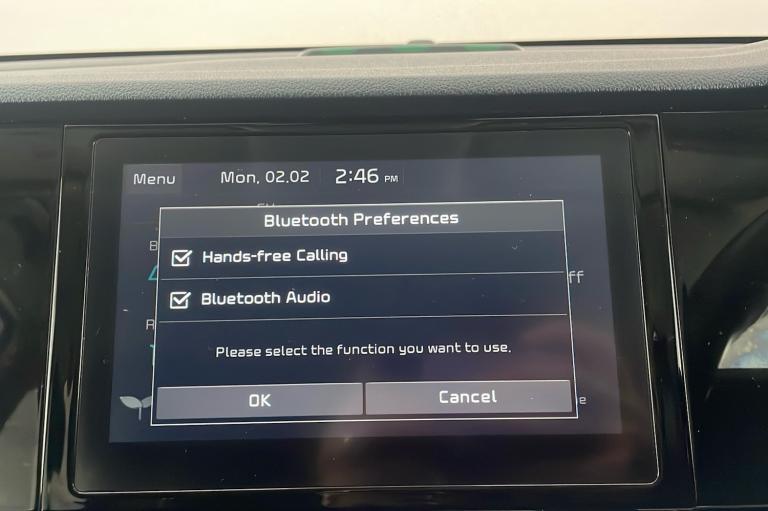 Menu
Mon, 02.02
2:46 PM
Bluetooth Preferences
Hands-free Calling
Bluetooth Audio
Please select the function you want to use.
OK
Cancel